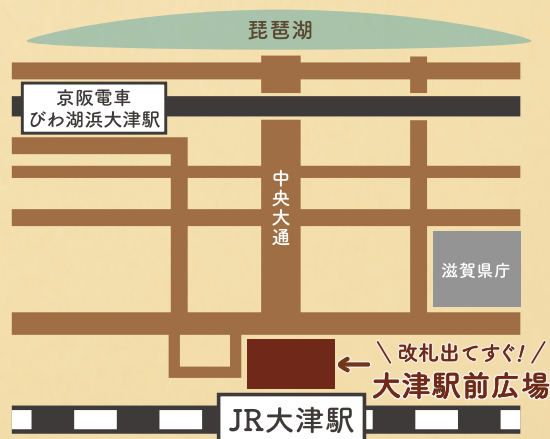 琵琶湖
京阪電車
びわ湖浜大津駅
中央大通
滋賀県庁
\ 改札出てすぐ! /
大津駅前広場
JR大津駅